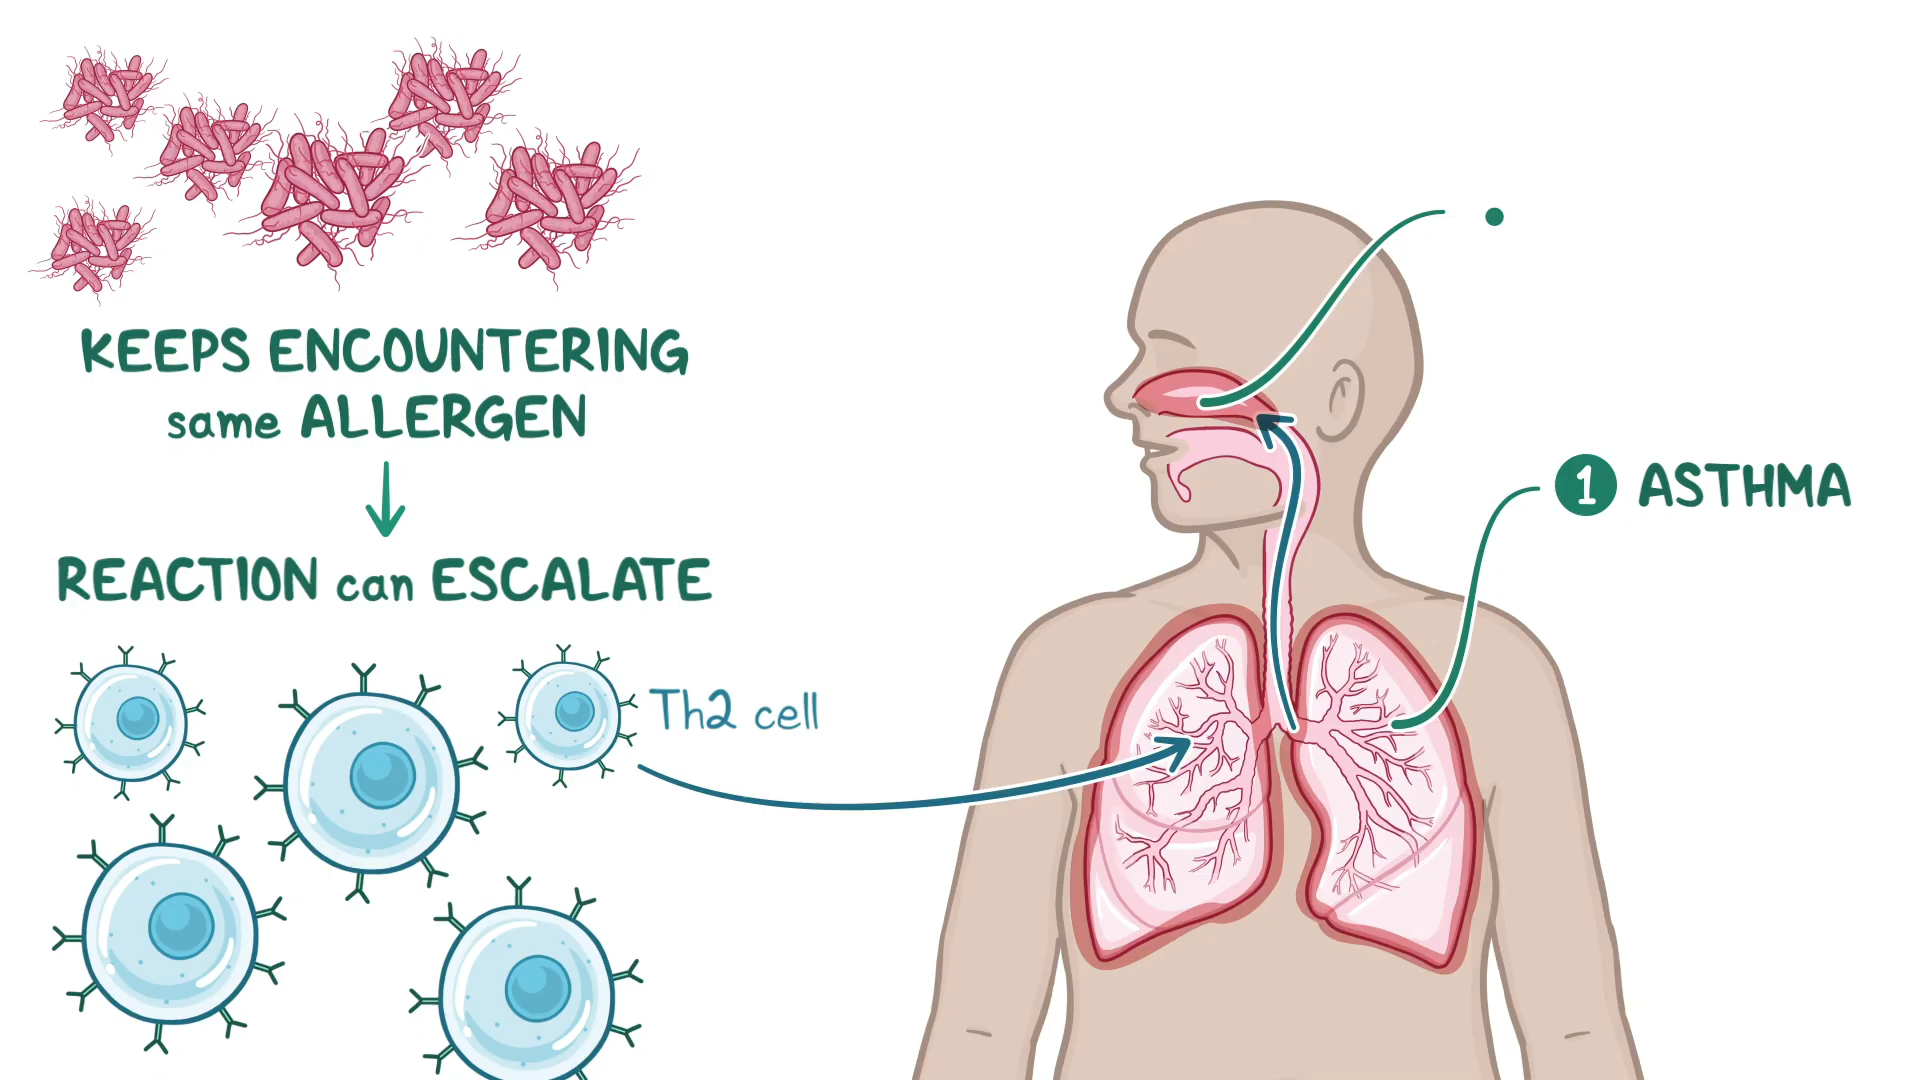 KEEPS ENCOUNTERING
same ALLERGEN
REACTION can ESCALATE
Th2 cell
1 ASTHMA